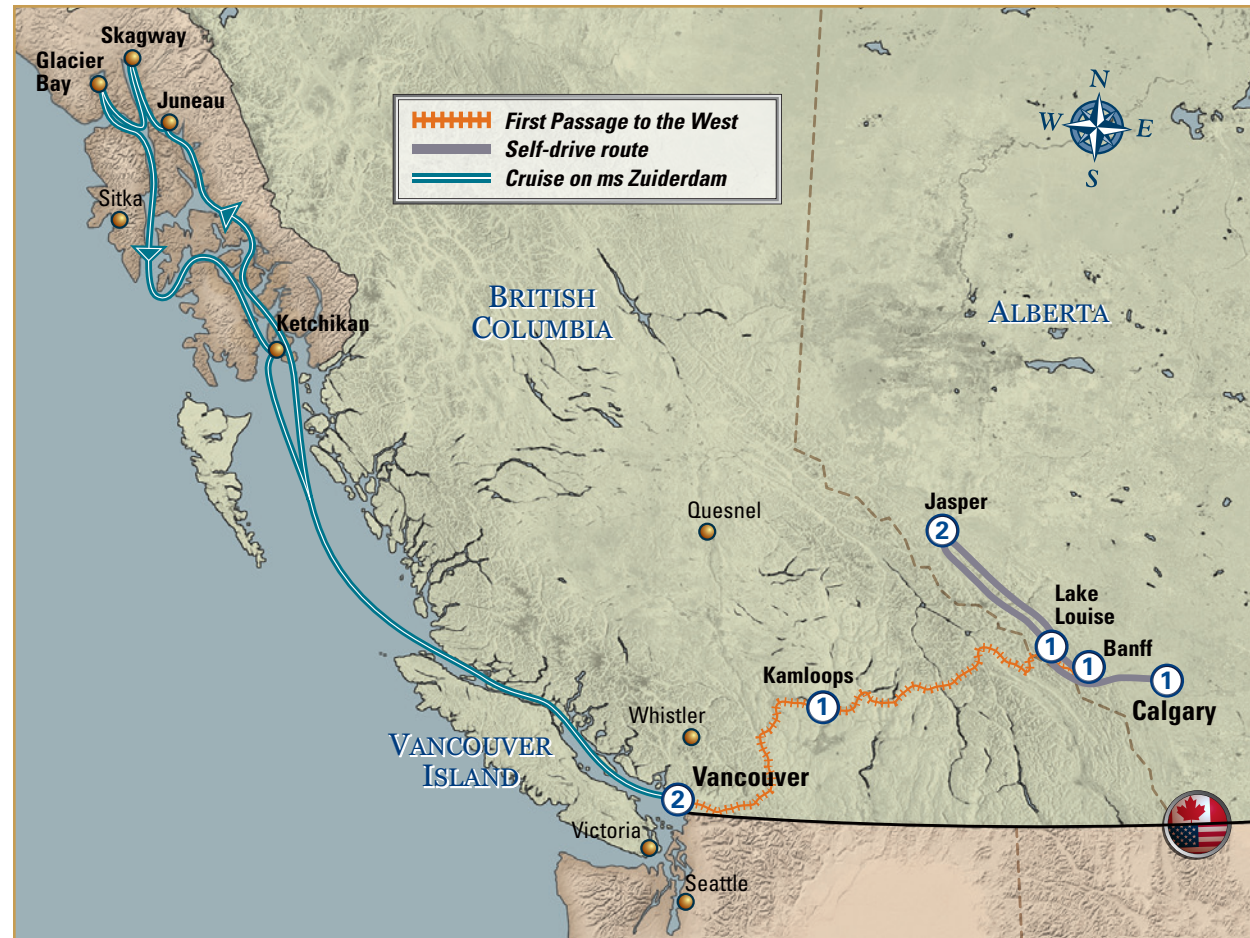 Skagway
Glacier
Bay
Juneau
Sitka
Ketchikan
First Passage to the West
Self-drive route
Cruise on ms Zuiderdam
N
W
E
S
BRITISH
COLUMBIA
ALBERTA
Quesnel
Jasper
2
Lake
Louise
1
Banff
1
Kamloops
1
1
Calgary
Whistler
VANCOUVER
ISLAND
Vancouver
2
Victoria
Seattle